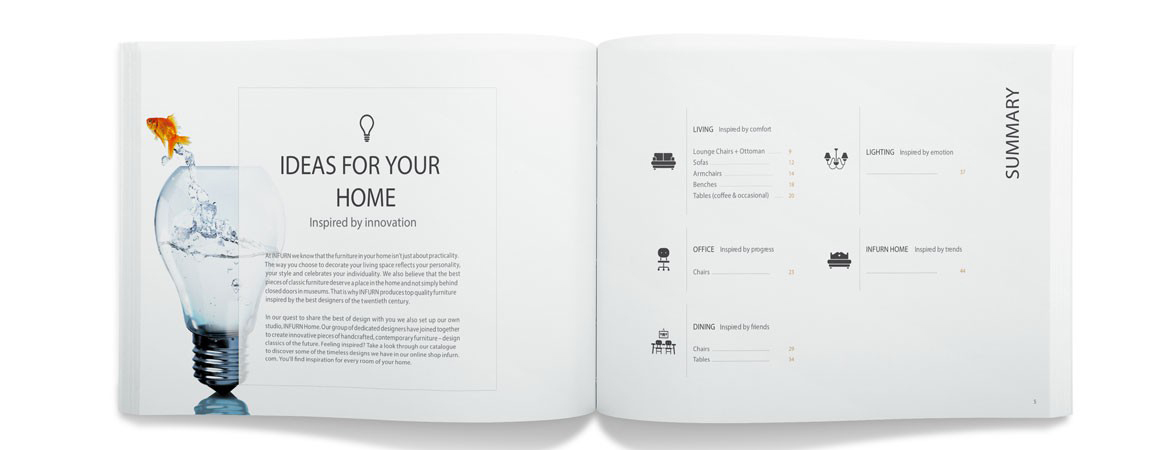 IDEAS FOR YOUR
HOME
Inspired by innovation
At INFURN we know that the furniture in your home isn't just about practicality.
The way you choose to decorate your living space reflects your personality,
your style and celebrates your individuality. We also believe that the best
pieces of classic furniture deserve a place in the home and not simply behind
closed doors in museums. That is why INFURN produces top quality furniture
inspired by the best designers of the twentieth century.
In our quest to share the best of design with you we also set up our own
studio, INFURN Home. Our group of dedicated designers have joined together
to create innovative pieces of handcrafted, contemporary furniture – design
classics of the future. Feeling inspired? Take a look through our catalogue
to discover some of the timeless designs we have in our online shop infurn.
com. You'll find inspiration for every room of your home.
SUMMARY
LIVING Inspired by comfort
Lounge Chairs + Ottoman 9
Sofas 12
Armchairs 14
Benches 18
Tables (coffee & occasional) 20
OFFICE Inspired by progress
Chairs 23
DINING Inspired by friends
Chairs 28
Tables 34
LIGHTING Inspired by emotion
37
INFURN HOME Inspired by trends
44